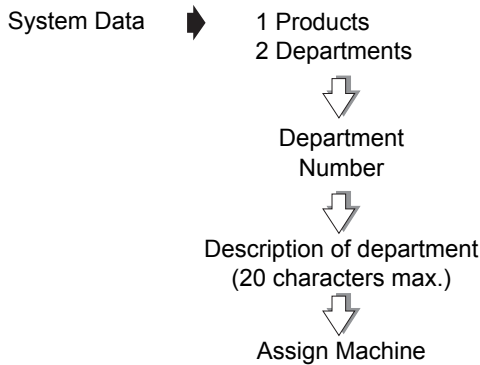 System Data
1 Products
2 Departments
Department
Number
Description of department
(20 characters max.)
Assign Machine